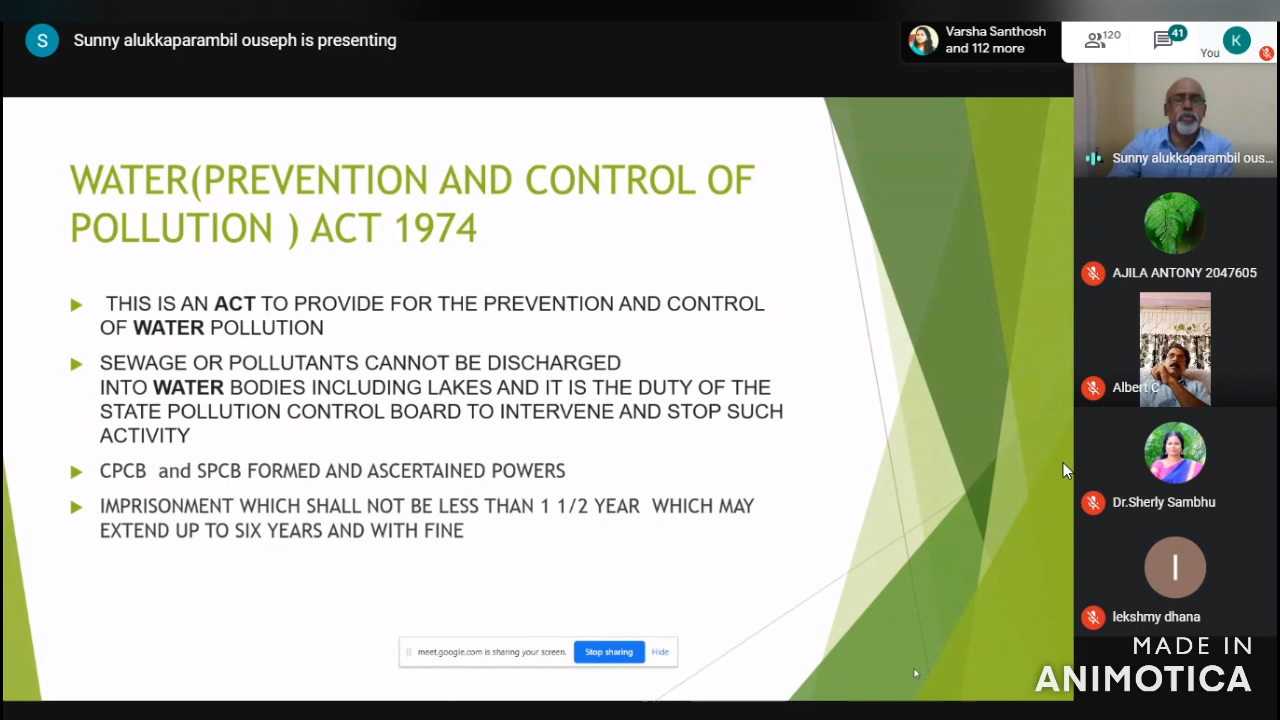 S
Sunny alukkaparambil ouseph is presenting
Varsha Santhosh
and 112 more
120
41
You
K
WATER(PREVENTION AND CONTROL OF
POLLUTION ) ACT 1974
THIS IS AN ACT TO PROVIDE FOR THE PREVENTION AND CONTROL
OF WATER POLLUTION
SEWAGE OR POLLUTANTS CANNOT BE DISCHARGED
INTO WATER BODIES INCLUDING LAKES AND IT IS THE DUTY OF THE
STATE POLLUTION CONTROL BOARD TO INTERVENE AND STOP SUCH
ACTIVITY
CPCB and SPCB FORMED AND ASCERTAINED POWERS
IMPRISONMENT WHICH SHALL NOT BE LESS THAN 1 1/2 YEAR WHICH MAY
EXTEND UP TO SIX YEARS AND WITH FINE
meet.google.com is sharing your screen.
Stop sharing
Hide
Sunny alukkaparambil ous...
AJILA ANTONY 2047605
Albert C
Dr.Sherly Sambhu
l
lekshmy dhana
MADE IN
ANIMOTICA